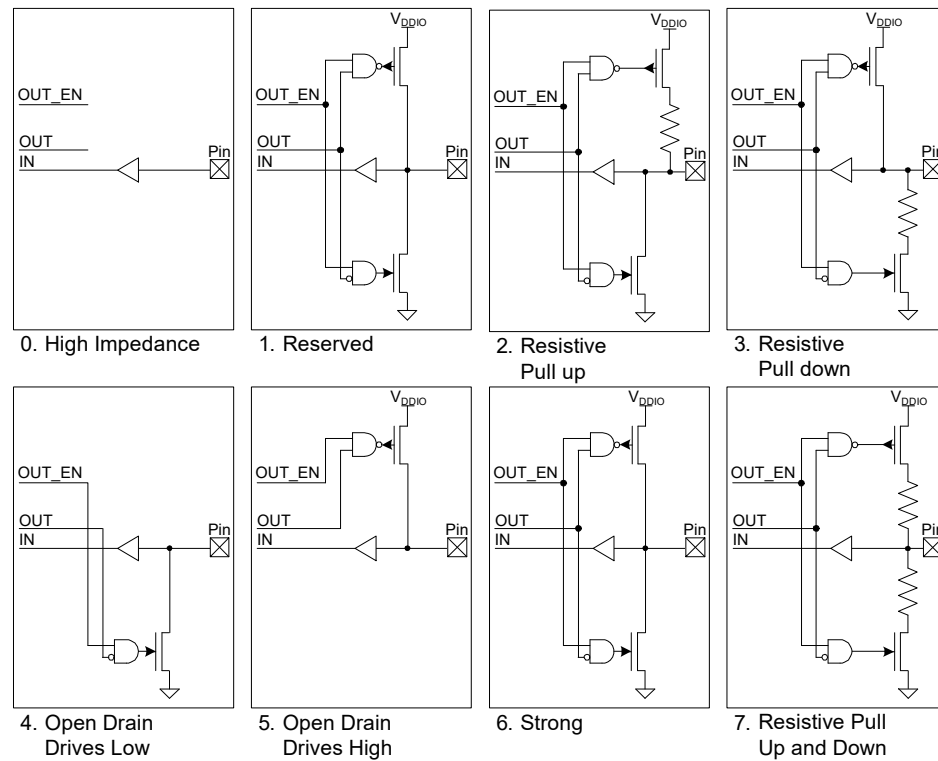 OUT_EN
OUT
IN
Pin
0. High Impedance
VDDIO
OUT_EN
OUT
IN
Pin
1. Reserved
VDDIO
OUT_EN
OUT
IN
Pin
2. Resistive
Pull up
VDDIO
OUT_EN
OUT
IN
Pin
3. Resistive
Pull down
OUT_EN
OUT
IN
Pin
4. Open Drain
Drives Low
VDDIO
OUT_EN
OUT
IN
Pin
5. Open Drain
Drives High
VDDIO
OUT_EN
OUT
IN
Pin
6. Strong
VDDIO
OUT_EN
OUT
IN
Pin
7. Resistive Pull
Up and Down